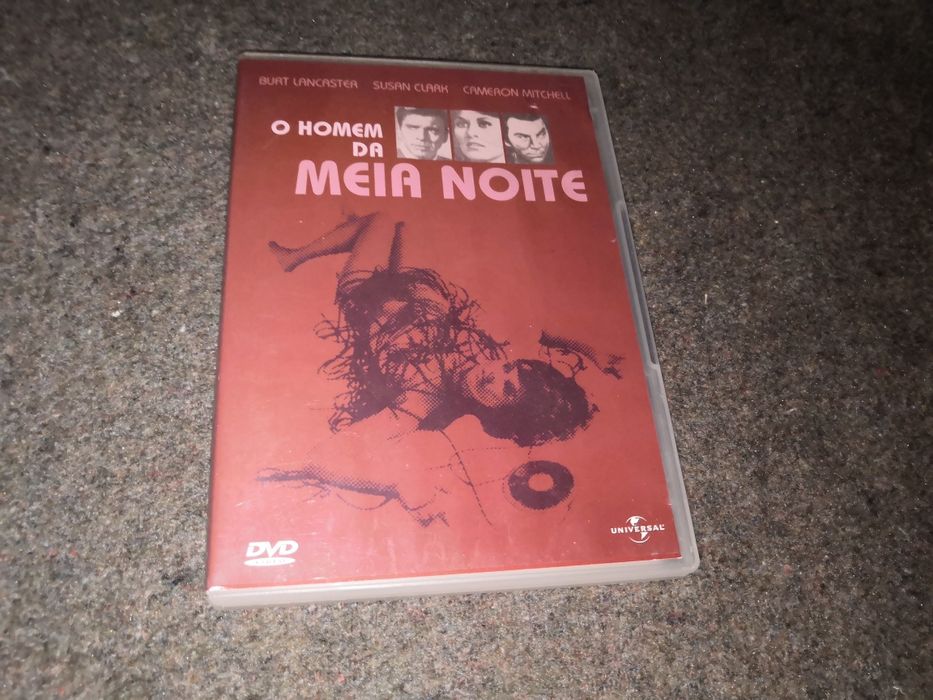 BURT LANCASTER SUSAN CLARK CAMERON MITCHELL
O HOMEM
DA
MEIA NOITE
DVD
UNIVERSAL